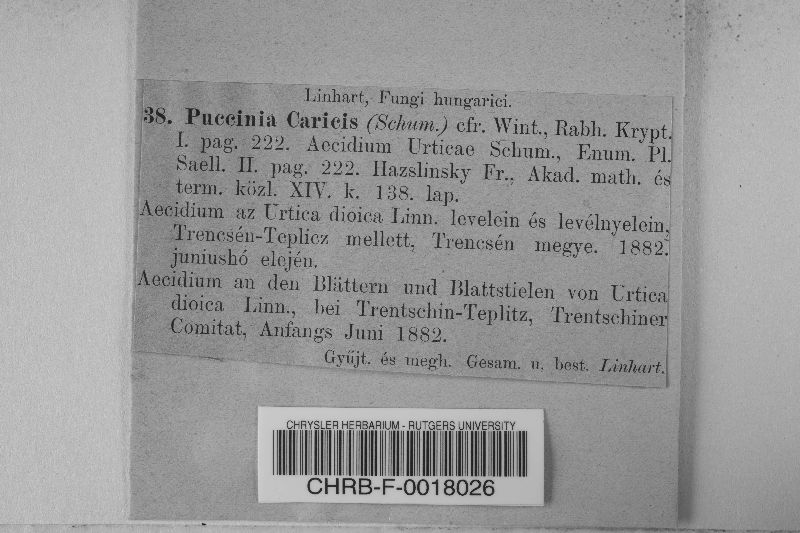 Linhart, Fungi hungarici.
38. Puccinia Caricis (Schum.) cfr. Wint., Rabh. Krypt.
I. pag. 222. Aecidium Urticae Schum., Enum. Pl.
Saell. II. pag. 222. Hazslinsky Fr., Akad. math. és
term. közl. XIV. k. 138. lap.
Aecidium az Urtica dioica Linn. levelein és levélnyelein,
Trencsén-Teplicz mellett, Trencsén megye. 1882.
juniushó elején.
Aecidium an den Blättern und Blattstielen von Urtica
dioica Linn., bei Trentschin-Teplitz, Trentschiner
Comitat, Anfangs Juni 1882.
Gyűjt. és megh. Gesam. u. best. Linhart.
CHRYSLER HERBARIUM - RUTGERS UNIVERSITY
CHRB-F-0018026